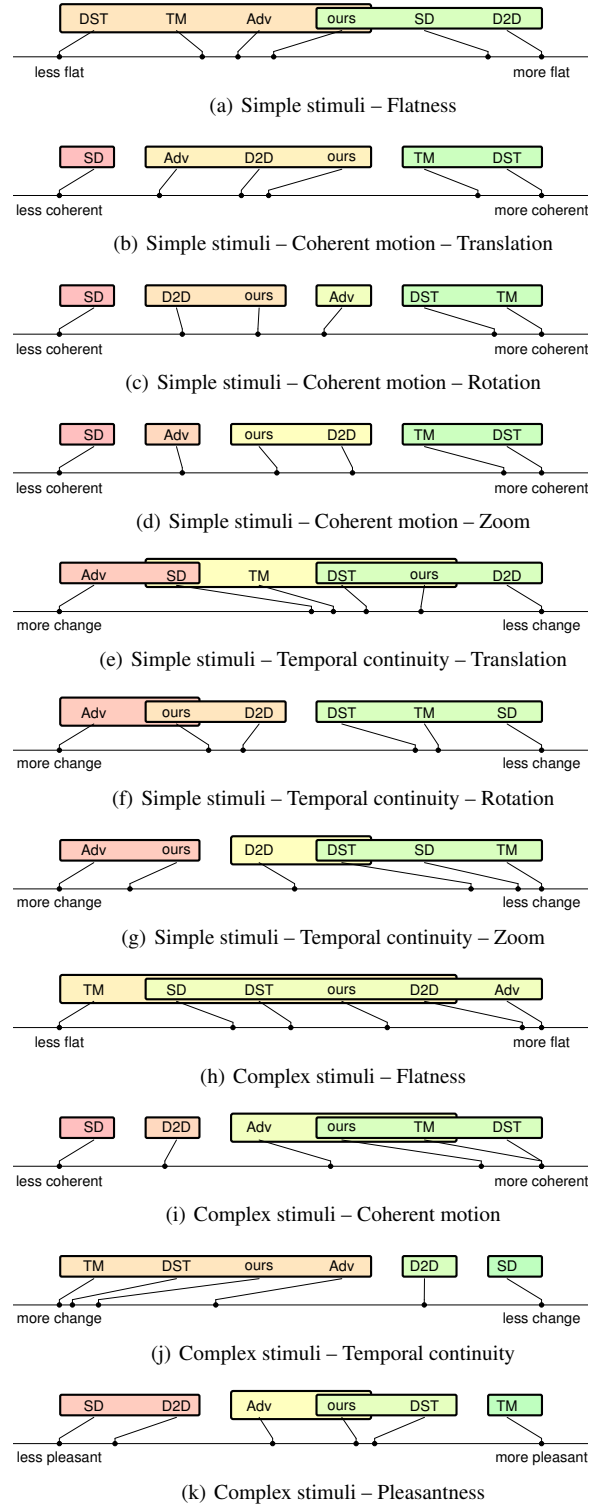 DST TM Adv ours SD D2D
less flat more flat
(a) Simple stimuli – Flatness
SD Adv D2D ours TM DST
less coherent more coherent
(b) Simple stimuli – Coherent motion – Translation
SD D2D ours Adv DST TM
less coherent more coherent
(c) Simple stimuli – Coherent motion – Rotation
SD Adv ours D2D TM DST
less coherent more coherent
(d) Simple stimuli – Coherent motion – Zoom
Adv SD TM DST ours D2D
more change less change
(e) Simple stimuli – Temporal continuity – Translation
Adv ours D2D DST TM SD
more change less change
(f) Simple stimuli – Temporal continuity – Rotation
Adv ours D2D DST SD TM
more change less change
(g) Simple stimuli – Temporal continuity – Zoom
TM SD DST ours D2D Adv
less flat more flat
(h) Complex stimuli – Flatness
SD D2D Adv ours TM DST
less coherent more coherent
(i) Complex stimuli – Coherent motion
TM DST ours Adv D2D SD
more change less change
(j) Complex stimuli – Temporal continuity
SD D2D Adv ours DST TM
less pleasant more pleasant
(k) Complex stimuli – Pleasantness